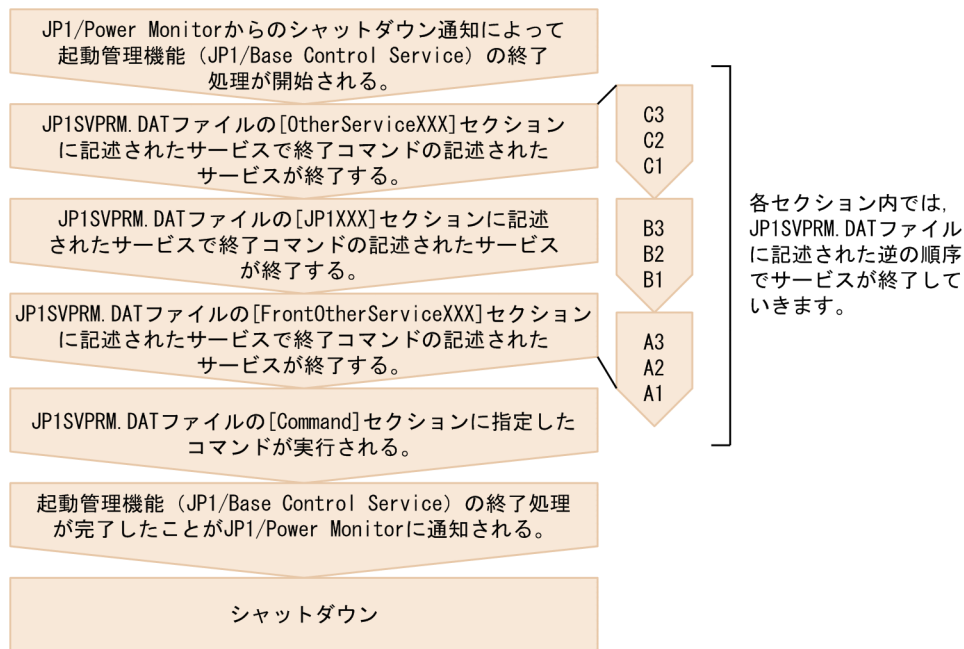 JP1/Power Monitorからのシャットダウン通知によって
起動管理機能（JP1/Base Control Service）の終了
処理が開始される。
JP1SVPRM.DATファイルの[OtherServiceXXX]セクション
に記述されたサービスで終了コマンドの記述された
サービスが終了する。
JP1SVPRM.DATファイルの[JP1XXX]セクションに記述
されたサービスで終了コマンドの記述されたサービス
が終了する。
JP1SVPRM.DATファイルの[FrontOtherServiceXXX]セクション
に記述されたサービスで終了コマンドの記述された
サービスが終了する。
JP1SVPRM.DATファイルの[Command]セクションに指定した
コマンドが実行される。
起動管理機能（JP1/Base Control Service）の終了処理
が完了したことがJP1/Power Monitorに通知される。
シャットダウン
C3
C2
C1
B3
B2
B1
A3
A2
A1
各セクション内では，
JP1SVPRM.DATファイル
に記述された逆の順序
でサービスが終了して
いきます。